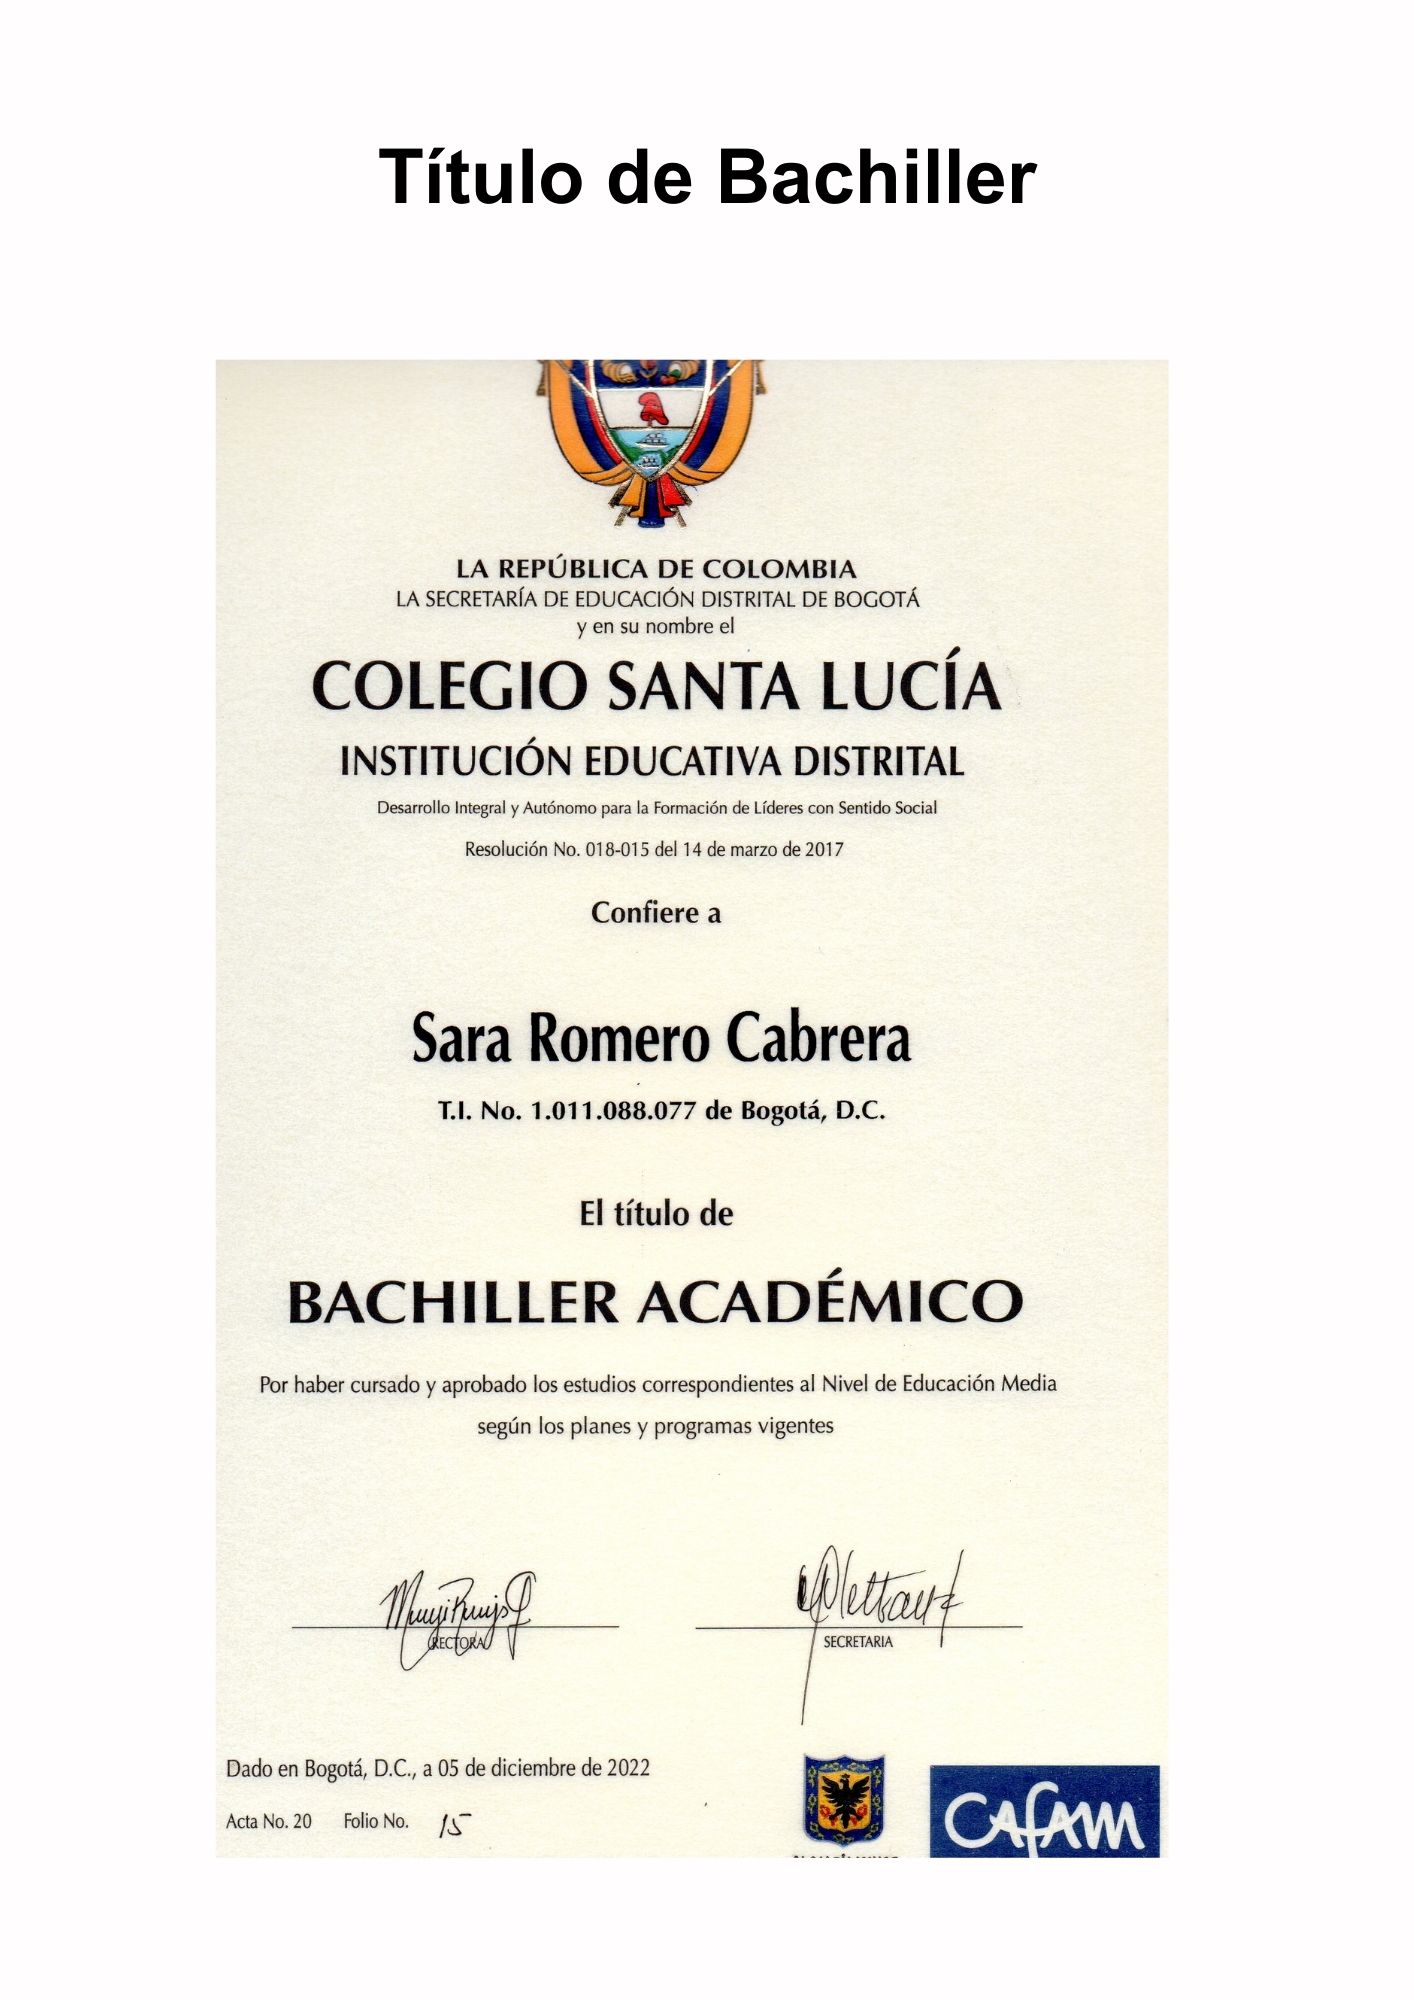 Título de Bachiller
LA REPÚBLICA DE COLOMBIA
LA SECRETARÍA DE EDUCACIÓN DISTRITAL DE BOGOTÁ
y en su nombre el
COLEGIO SANTA LUCÍA
INSTITUCIÓN EDUCATIVA DISTRITAL
Desarrollo Integral y Autónomo para la Formación de Líderes con Sentido Social
Resolución No. 018-015 del 14 de marzo de 2017
Confiere a
Sara Romero Cabrera
T.I. No. 1.011.088.077 de Bogotá, D.C.
El título de
BACHILLER ACADÉMICO
Por haber cursado y aprobado los estudios correspondientes al Nivel de Educación Media
según los planes y programas vigentes
RECTORA
SECRETARIA
Dado en Bogotá, D.C., a 05 de diciembre de 2022
Acta No. 20 Folio No. 15
CAFAM